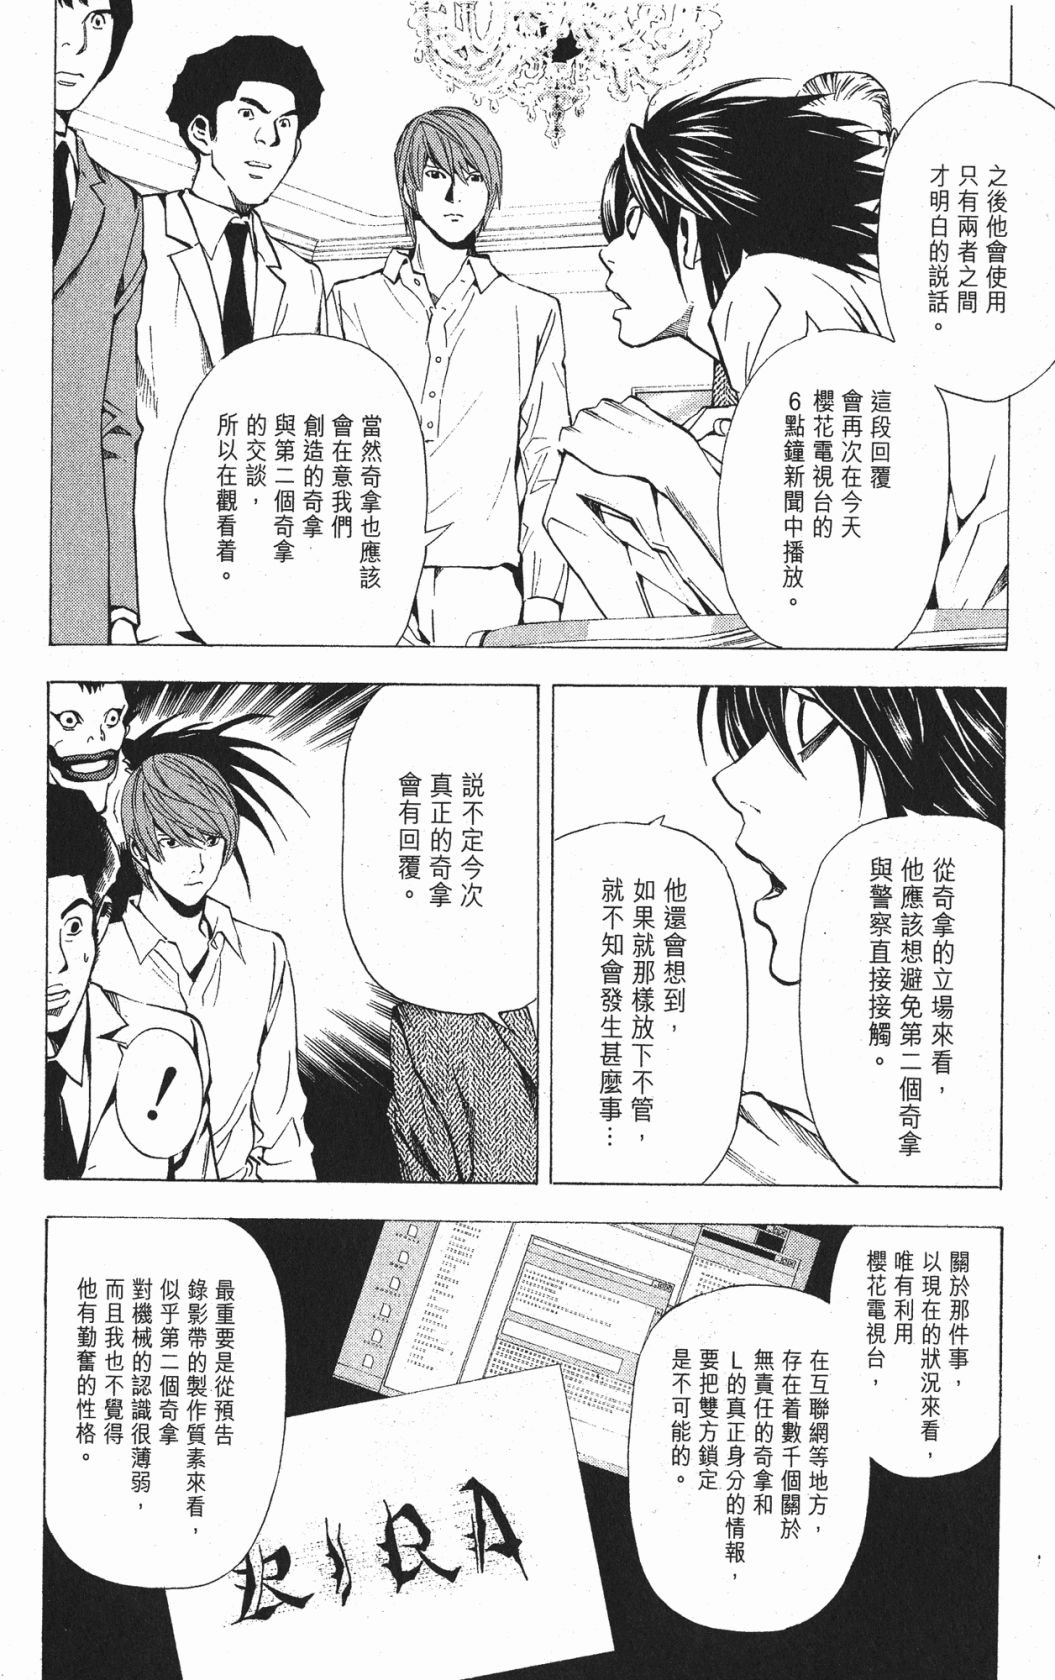 之後他會使用
只有兩者之間
才明白的説話。
這段回覆
會再次在今天
櫻花電視台的
6點鐘新聞中播放。
當然奇拿也應該
會在意我們
創造的奇拿
與第二個奇拿
的交談，
所以在觀看着。
從奇拿的立場來看，
他應該想避免第二個奇拿
與警察直接接觸。
他還會想到，
如果就那樣放下不管，
就不知會發生甚麼事…
説不定今次
真正的奇拿
會有回覆。
！
關於那件事，
以現在的狀況來看，
唯有利用
櫻花電視台，
在互聯網等地方，
存在着數千個關於
無責任的奇拿和
L的真正身分的情報，
要把雙方鎖定
是不可能的。
最重要是從預告
錄影帶的製作質素來看，
似乎第二個奇拿
對機械的認識很薄弱，
而且我也不覺得
他有勤奮的性格。
KIRA